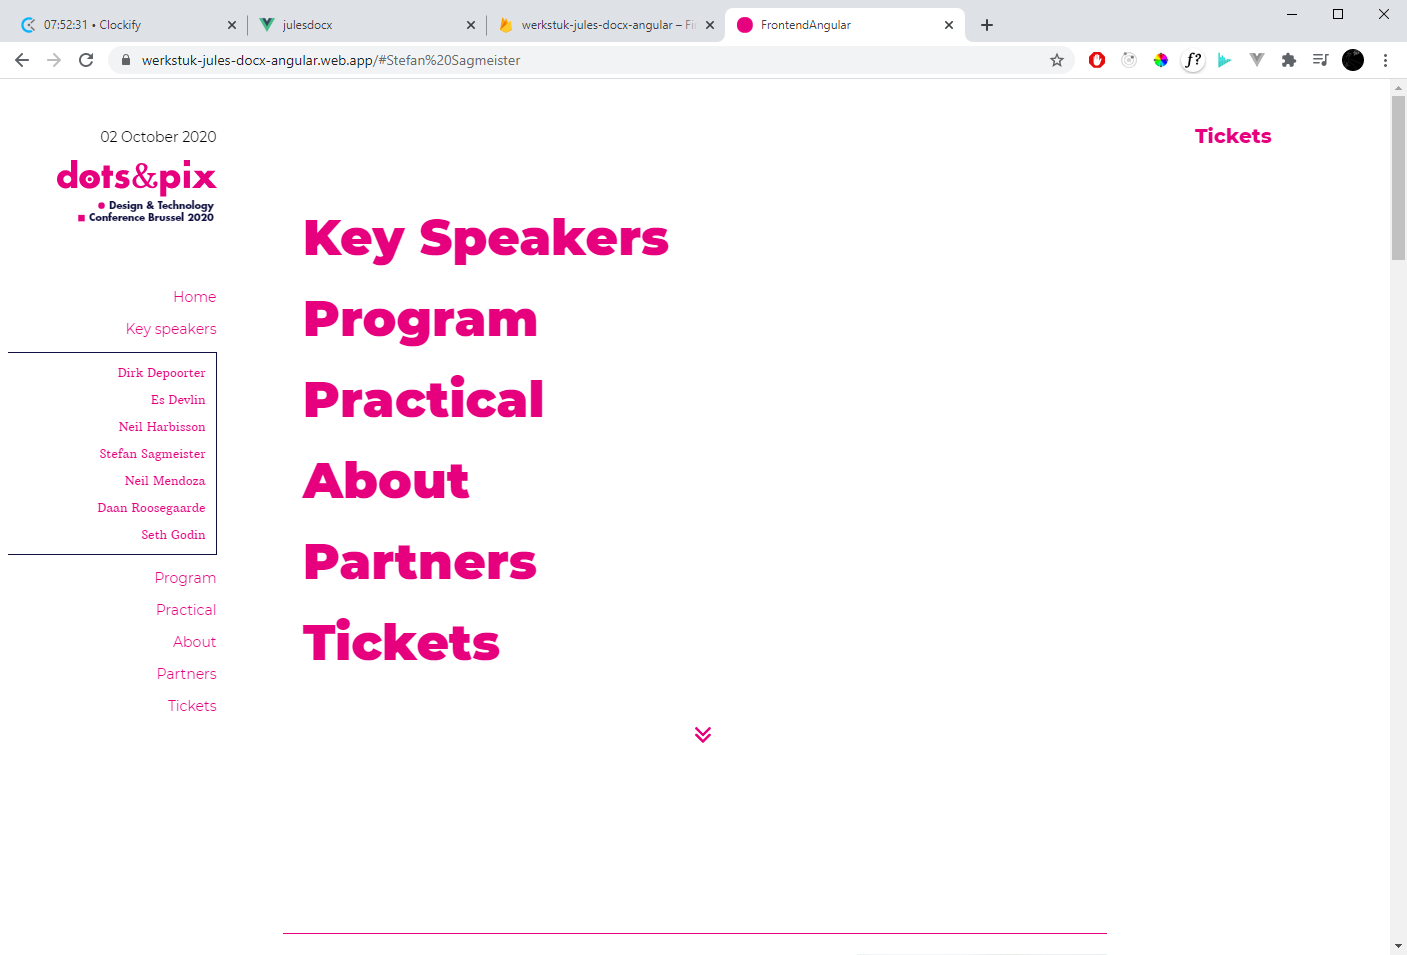 07:52:31 • Clockify
julesdocx
werkstuk-jules-docx-angular – Fi
FrontendAngular
werkstuk-jules-docx-angular.web.app/#Stefan%20Sagmeister
f?
02 October 2020
Tickets
dots&pix
Design & Technology
Conference Brussel 2020
Home
Key speakers
Dirk Depoorter
Es Devlin
Neil Harbisson
Stefan Sagmeister
Neil Mendoza
Daan Roosegaarde
Seth Godin
Program
Practical
About
Partners
Tickets
Key Speakers
Program
Practical
About
Partners
Tickets